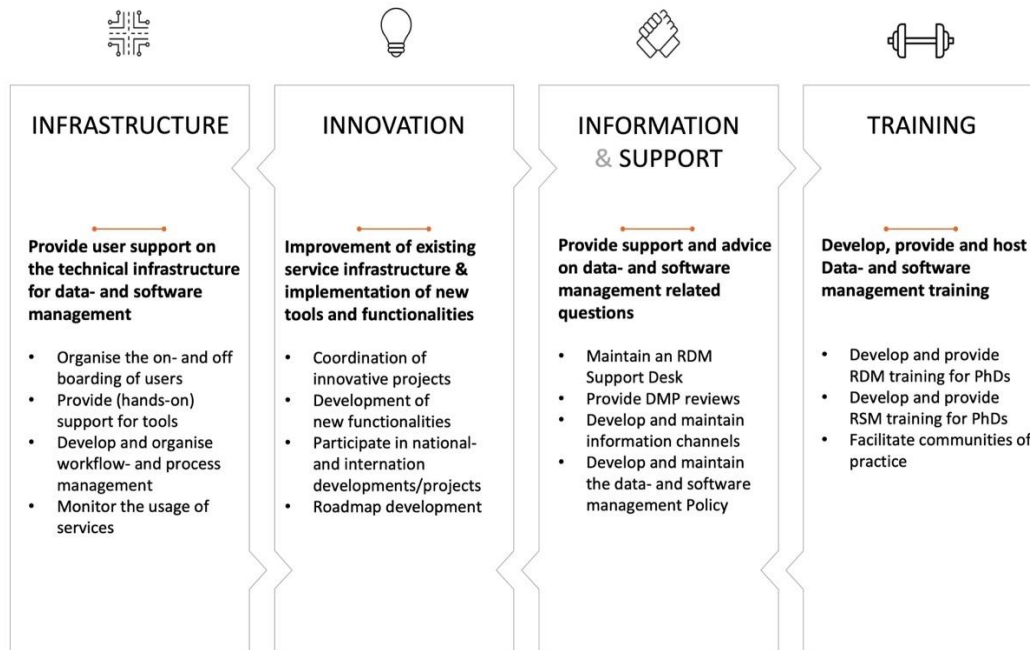 INFRASTRUCTURE
Provide user support on
the technical infrastructure
for data- and software
management
• Organise the on- and off
boarding of users
• Provide (hands-on)
support for tools
• Develop and organise
workflow- and process
management
• Monitor the usage of
services
INNOVATION
Improvement of existing
service infrastructure &
implementation of new
tools and functionalities
• Coordination of
innovative projects
• Development of
new functionalities
• Participate in national-
and internation
developments/projects
• Roadmap development
INFORMATION
& SUPPORT
Provide support and advice
on data- and software
management related
questions
• Maintain an RDM
Support Desk
• Provide DMP reviews
• Develop and maintain
information channels
• Develop and maintain
the data- and software
management Policy
TRAINING
Develop, provide and host
Data- and software
management training
• Develop and provide
RDM training for PhDs
• Develop and provide
RSM training for PhDs
• Facilitate communities of
practice